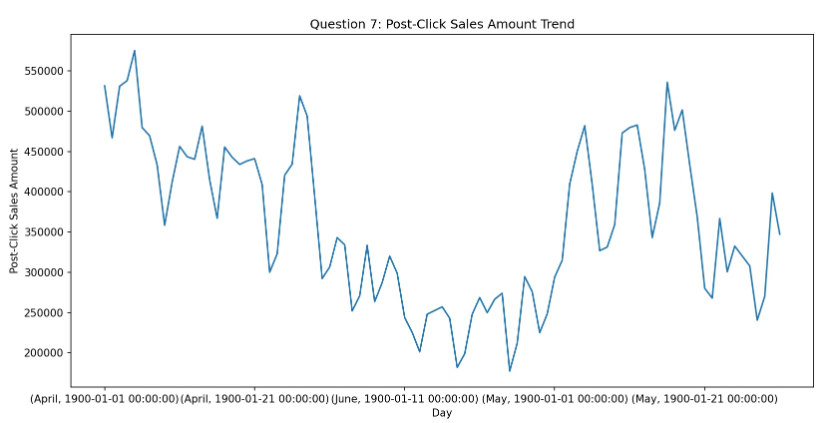 Question 7: Post-Click Sales Amount Trend
550000
500000
450000
400000
350000
300000
250000
200000
Post-Click Sales Amount
(April, 1900-01-01 00:00:00) (April, 1900-01-21 00:00:00) (June, 1900-01-11 00:00:00) (May, 1900-01-01 00:00:00) (May, 1900-01-21 00:00:00)
Day